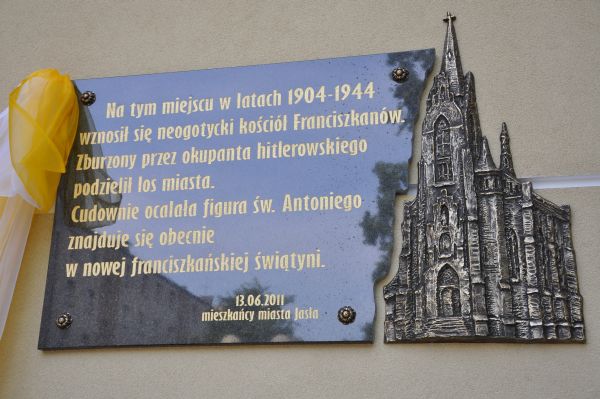 Na tym miejscu w latach 1904-1944
wznosił się neogotycki kościół Franciszkanów.
Zburzony przez okupanta hitlerowskiego
podzielił los miasta.
Cudownie ocalała figura św. Antoniego
znajduje się obecnie
w nowej franciszkańskiej świątyni.
13.06.2011
mieszkańcy miasta Jasła